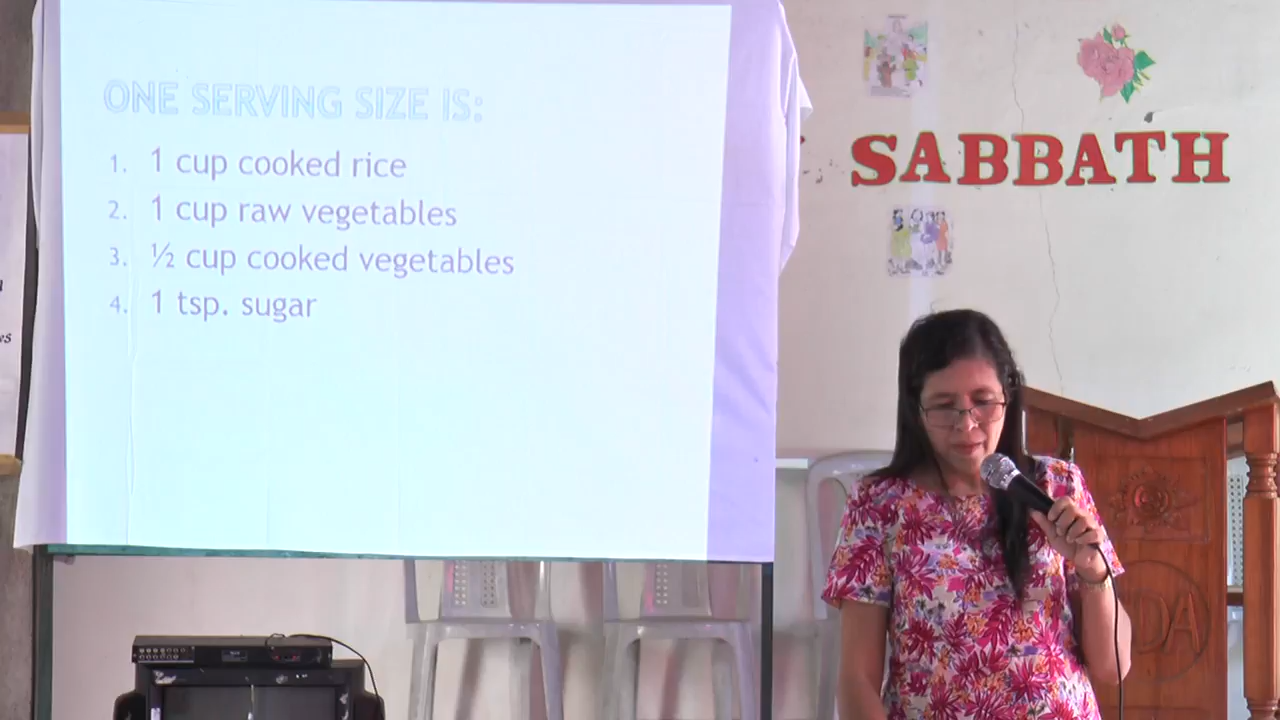 ONE SERVING SIZE IS:
1. 1 cup cooked rice
2. 1 cup raw vegetables
3. ½ cup cooked vegetables
4. 1 tsp. sugar
SABBATH
DA